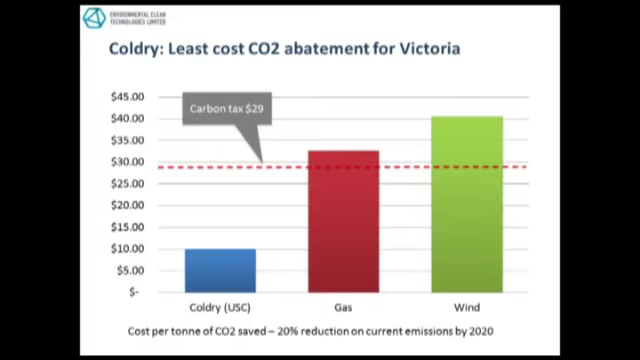 ENVIRONMENTAL CLEAN
TECHNOLOGIES LIMITED
Coldry: Least cost CO2 abatement for Victoria
$45.00
$40.00
$35.00
$30.00
$25.00
$20.00
$15.00
$10.00
$5.00
$-
Carbon tax $29
Coldry (USC)
Gas
Wind
Cost per tonne of CO2 saved – 20% reduction on current emissions by 2020